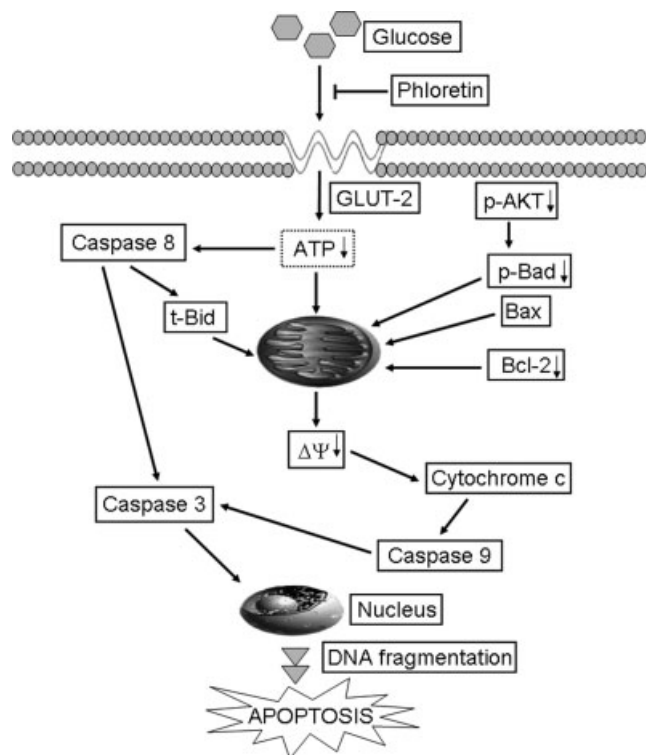 Glucose
Phloretin
GLUT-2
p-AKT↓
Caspase 8
ATP↓
p-Bad↓
t-Bid
Bax
Bcl-2↓
ΔΨ↓
Cytochrome c
Caspase 3
Caspase 9
Nucleus
DNA fragmentation
APOPTOSIS